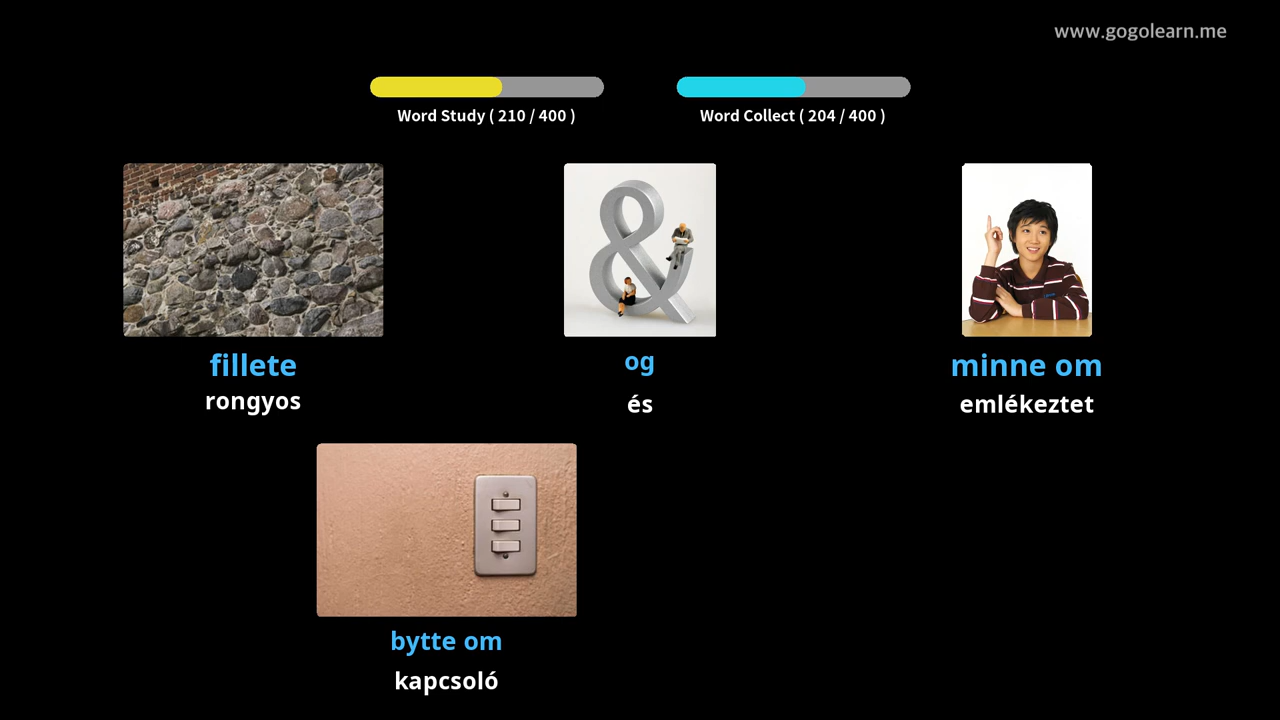 www.gogolearn.me
Word Study ( 210 / 400 )
Word Collect ( 204 / 400 )
fillete
rongyos
og
és
minne om
emlékeztet
bytte om
kapcsoló